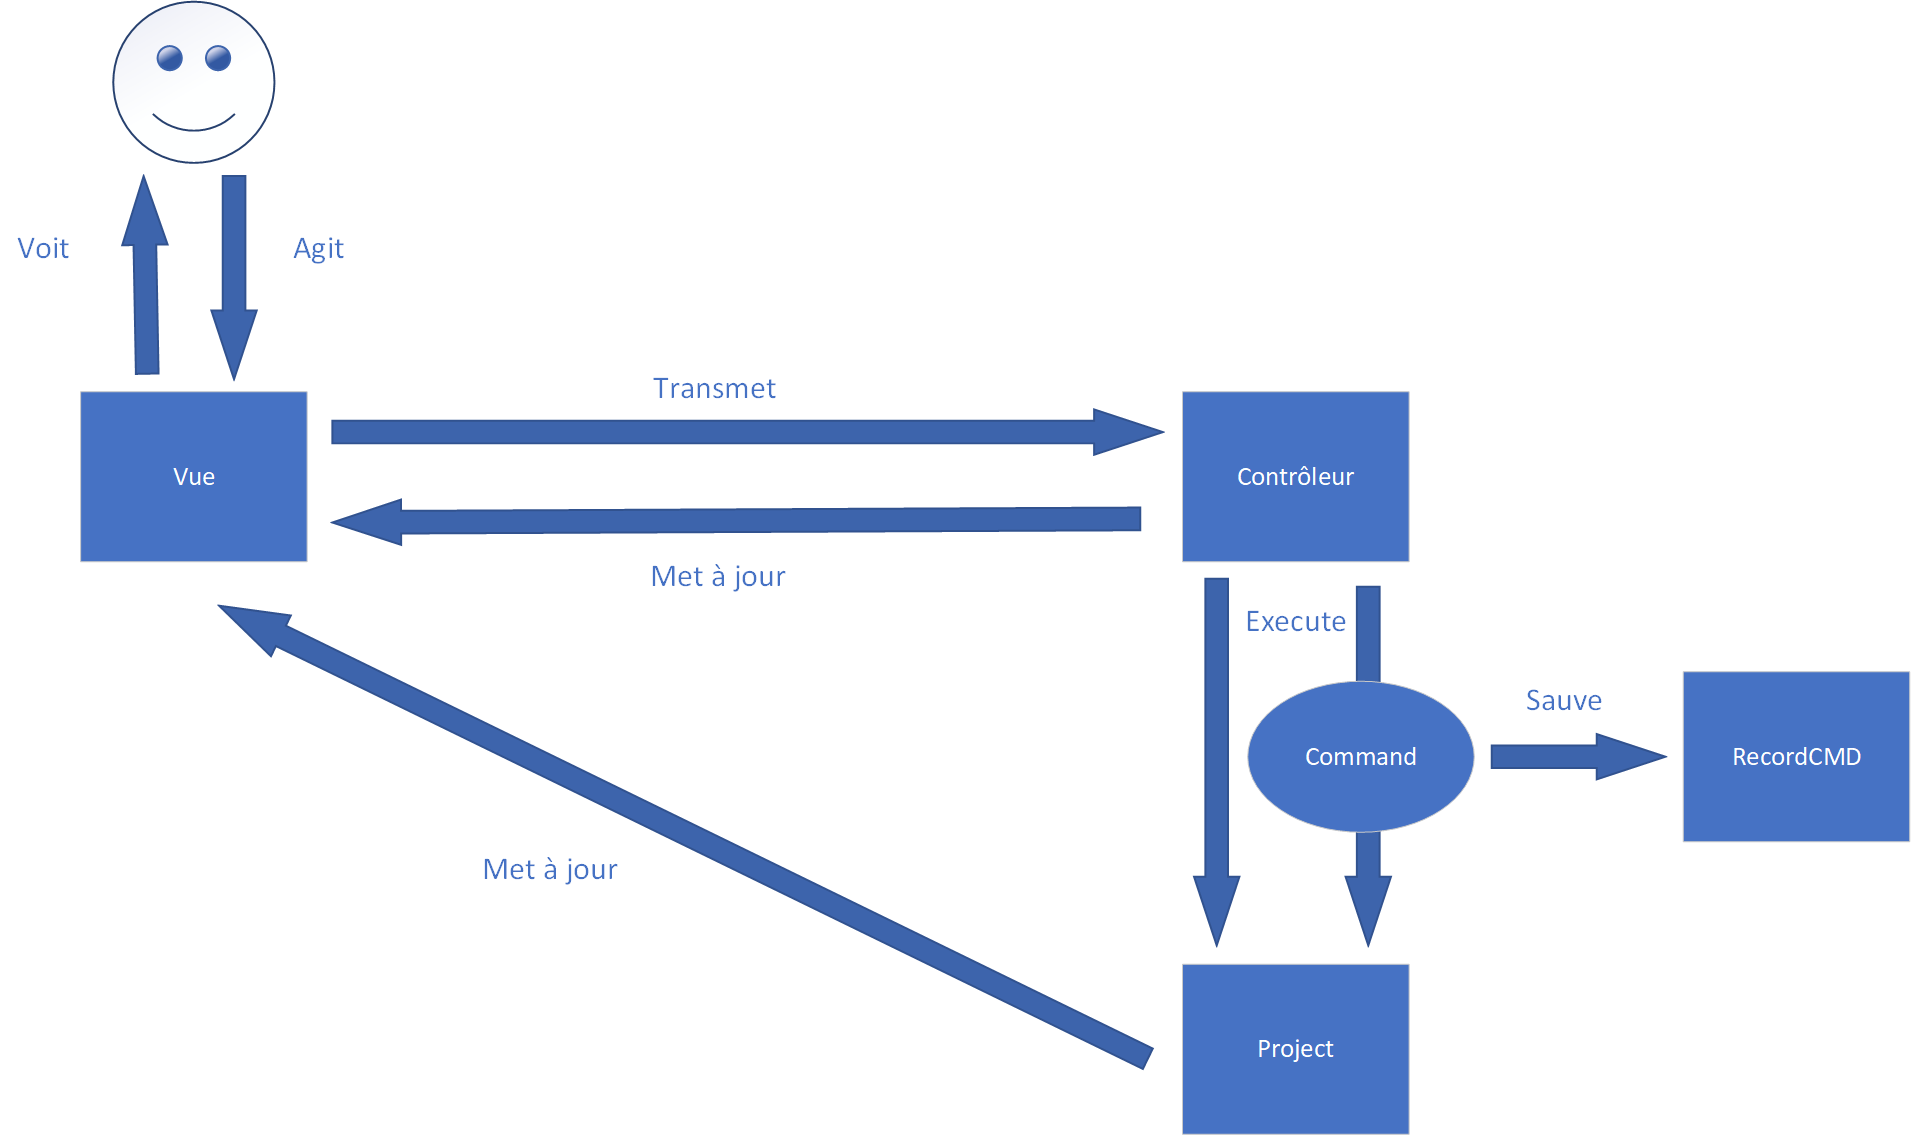 Voit
Agit
Transmet
Vue
Contrôleur
Met à jour
Execute
Sauve
Command
RecordCMD
Met à jour
Project